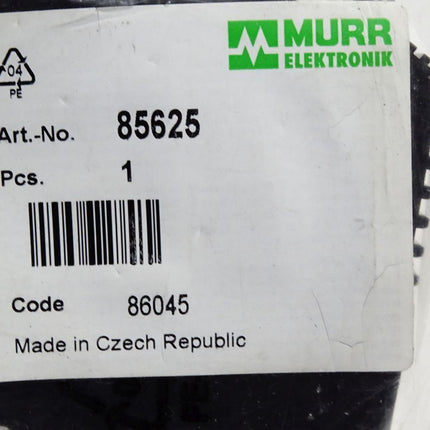 MURR
ELEKTRONIK
04
PE
Art.-No. 85625
Pcs. 1
Code 86045
Made in Czech Republic